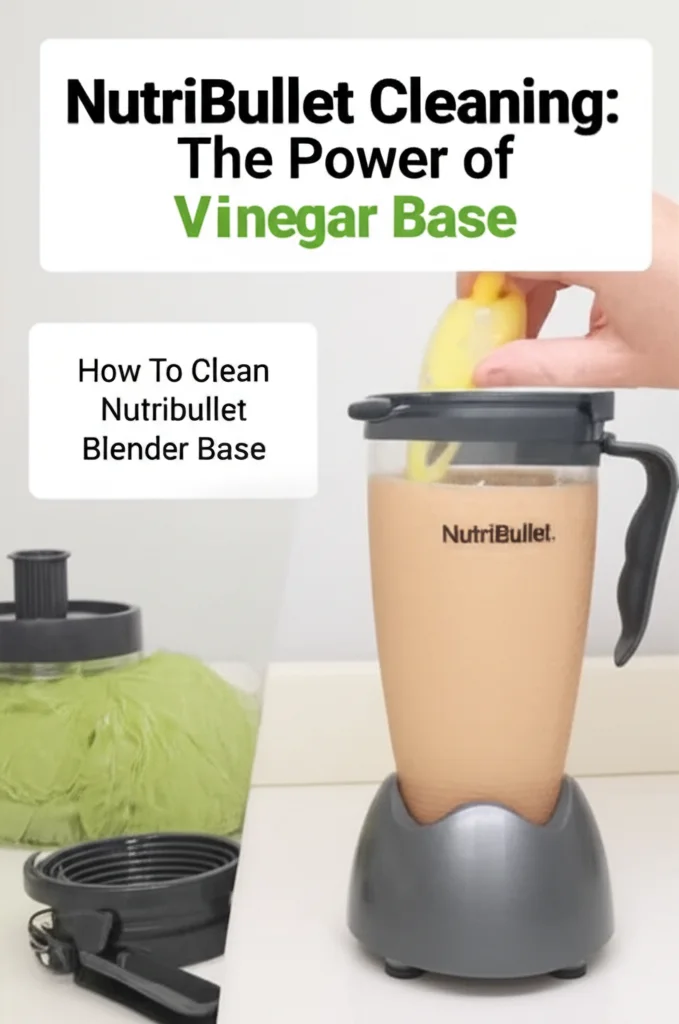 NutriBullet Cleaning:
The Power of
Vinegar Base
How To Clean
Nutribullet
Blender Base
NutriBullet.